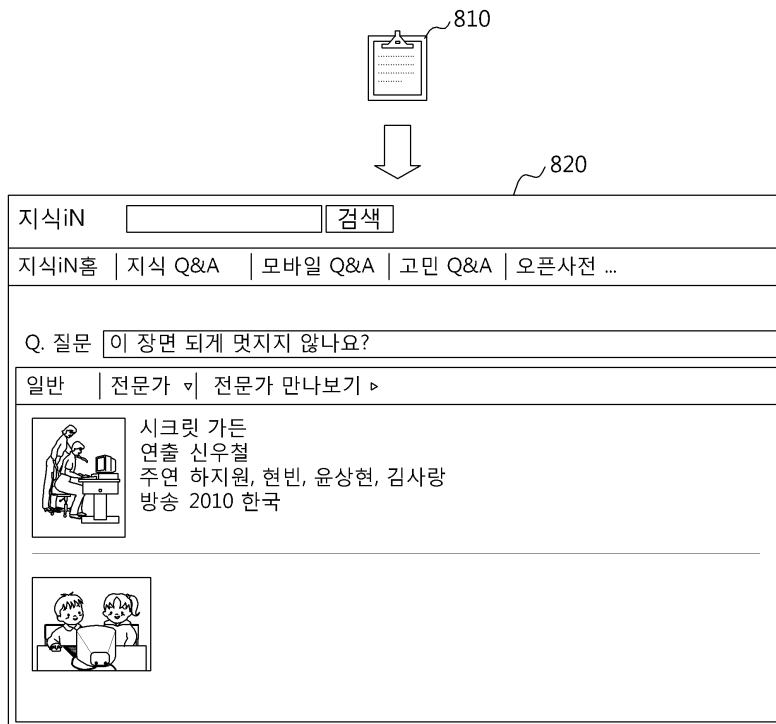 810
820
지식iN 검색
지식iN홈 지식 Q&A 모바일 Q&A 고민 Q&A 오픈사전 ...
Q. 질문 이 장면 되게 멋지지 않나요?
일반 전문가 ▿ 전문가 만나보기 ▹
시크릿 가든
연출 신우철
주연 하지원, 현빈, 윤상현, 김사랑
방송 2010 한국